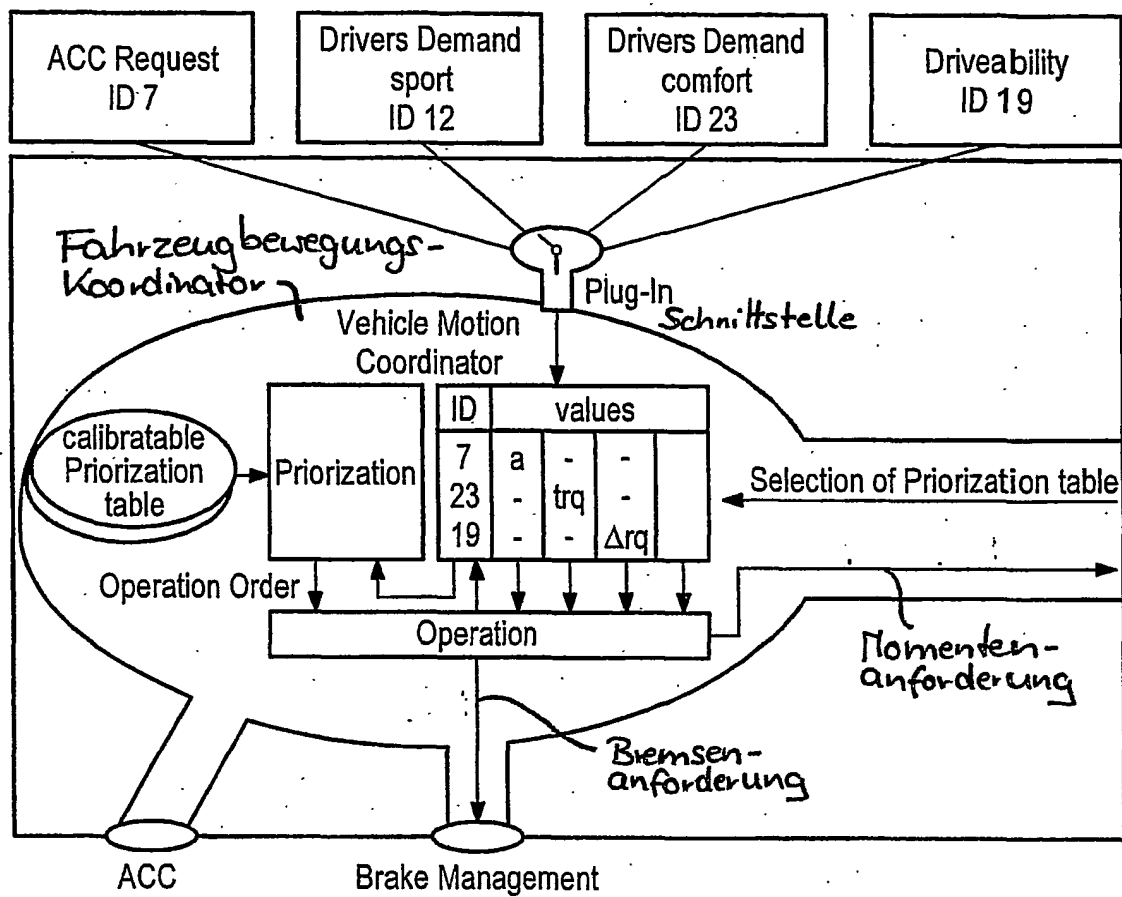 ACC Request
ID 7
Drivers Demand
sport
ID 12
Drivers Demand
comfort
ID 23
Driveability
ID 19
Fahrzeugbewegungs-
Koordinator
Plug-In
Schnittstelle
Vehicle Motion
Coordinator
calibratable
Priorization
table
Priorization
ID values
7 a - -
23 - trq -
19 - - Δrq
Selection of Priorization table
Operation Order
Operation
Momenten-
anforderung
Bremsen-
anforderung
ACC
Brake Management